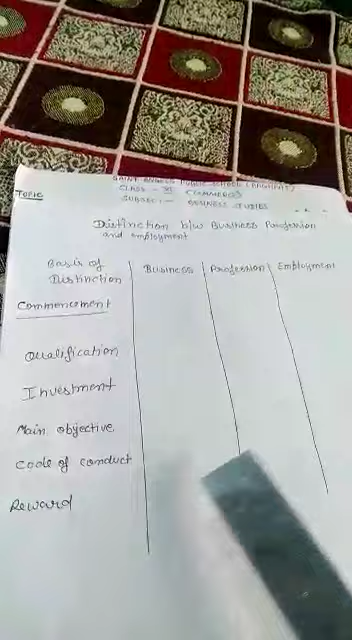 SAINT ANGELS PUBLIC SCHOOL
CLASS - XI (COMMERCE)
TOPIC SUBJECT - BUSINESS STUDIES
Distinction b/w Business Profession
and employment
Basis of
Distinction Business Profession Employment
Commencement
Qualification
Investment
Main objective
Code of conduct
Reward